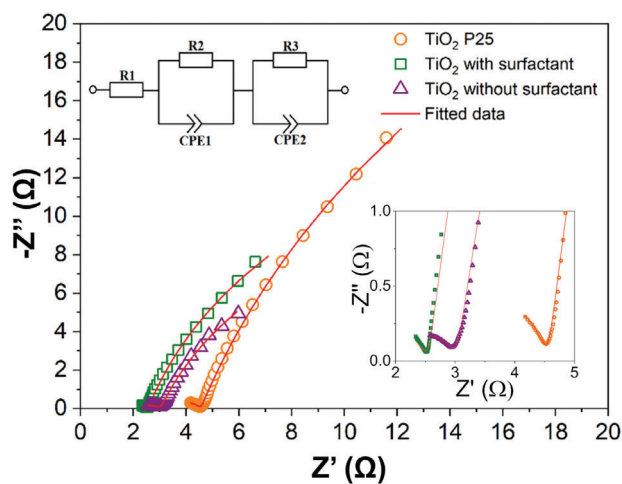 20
18
16
14
12
10
8
6
4
2
0
-Z’’ (Ω)
R1
R2
CPE1
R3
CPE2
TiO2 P25
TiO2 with surfactant
TiO2 without surfactant
Fitted data
1.0
0.5
0.0
-Z’’ (Ω)
2 3 4 5
Z’ (Ω)
0 2 4 6 8 10 12 14 16 18 20
Z’ (Ω)